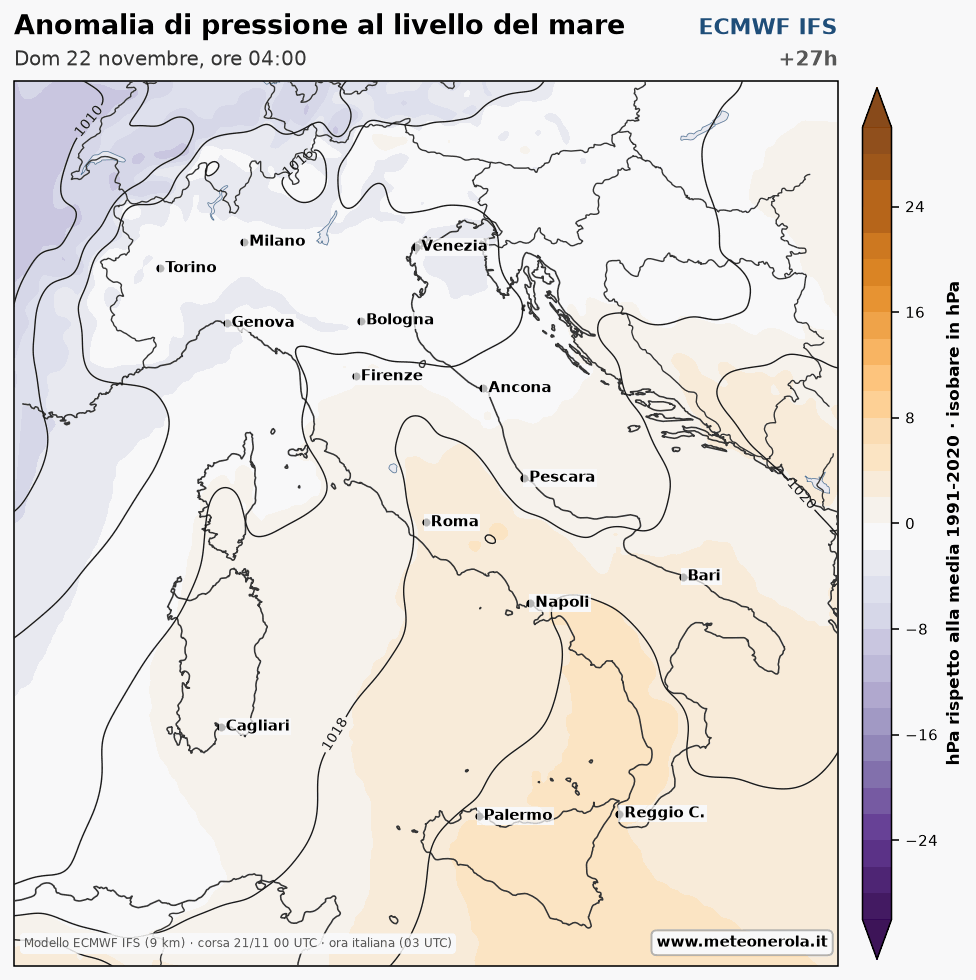 Anomalia di pressione al livello del mare
ECMWF IFS
Dom 22 novembre, ore 04:00
+27h
1010
1016
Milano
Venezia
Torino
Genova
Bologna
Firenze
Ancona
Pescara
1020
Roma
Bari
Napoli
Cagliari
1018
Palermo
Reggio C.
24
16
8
0
−8
−16
−24
hPa rispetto alla media 1991-2020 · isobare in hPa
Modello ECMWF IFS (9 km) · corsa 21/11 00 UTC · ora italiana (03 UTC)
www.meteonerola.it